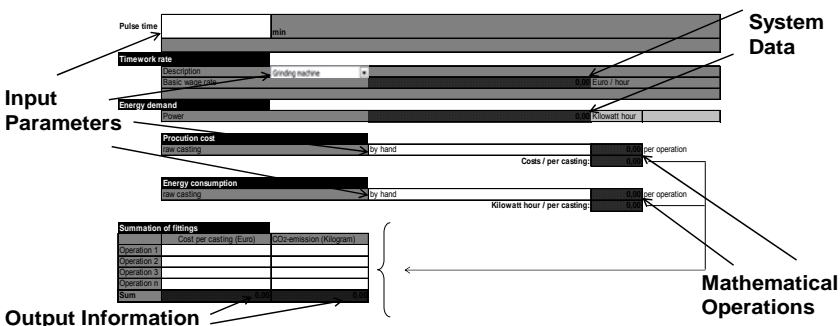 Pulse time
min
System
Data
Timework rate
Description
Grinding machine
Basic wage rate
0,00 Euro / hour
Input
Parameters
Energy demand
Power
0,00 Kilowatt hour
Procution cost
raw casting
by hand
0,00 per operation
Costs / per casting:
0,00
Energy consumption
raw casting
by hand
0,00 per operation
Kilowatt hour / per casting:
0,00
Summation of fittings
Cost per casting (Euro)
CO2-emission (Kilogram)
Operation 1
Operation 2
Operation 3
Operation n
Sum
0,00
0,00
Mathematical
Operations
Output Information